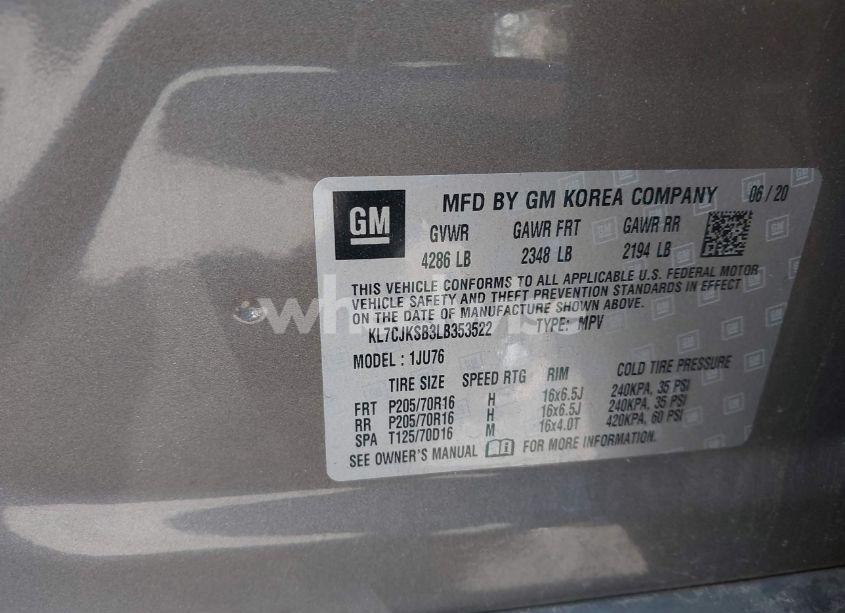 GM MFD BY GM KOREA COMPANY 06/20
GVWR GAWR FRT GAWR RR
4286 LB 2348 LB 2194 LB
THIS VEHICLE CONFORMS TO ALL APPLICABLE U.S. FEDERAL MOTOR
VEHICLE SAFETY AND THEFT PREVENTION STANDARDS IN EFFECT
ON THE DATE OF MANUFACTURE SHOWN ABOVE.
KL7CJKSB3LB353522 TYPE: MPV
MODEL : 1JU76
TIRE SIZE SPEED RTG RIM COLD TIRE PRESSURE
FRT P205/70R16 H 16x6.5J 240KPA, 35 PSI
RR P205/70R16 H 16x6.5J 240KPA, 35 PSI
SPA T125/70D16 M 16x4.0T 420KPA, 60 PSI
SEE OWNER'S MANUAL FOR MORE INFORMATION.